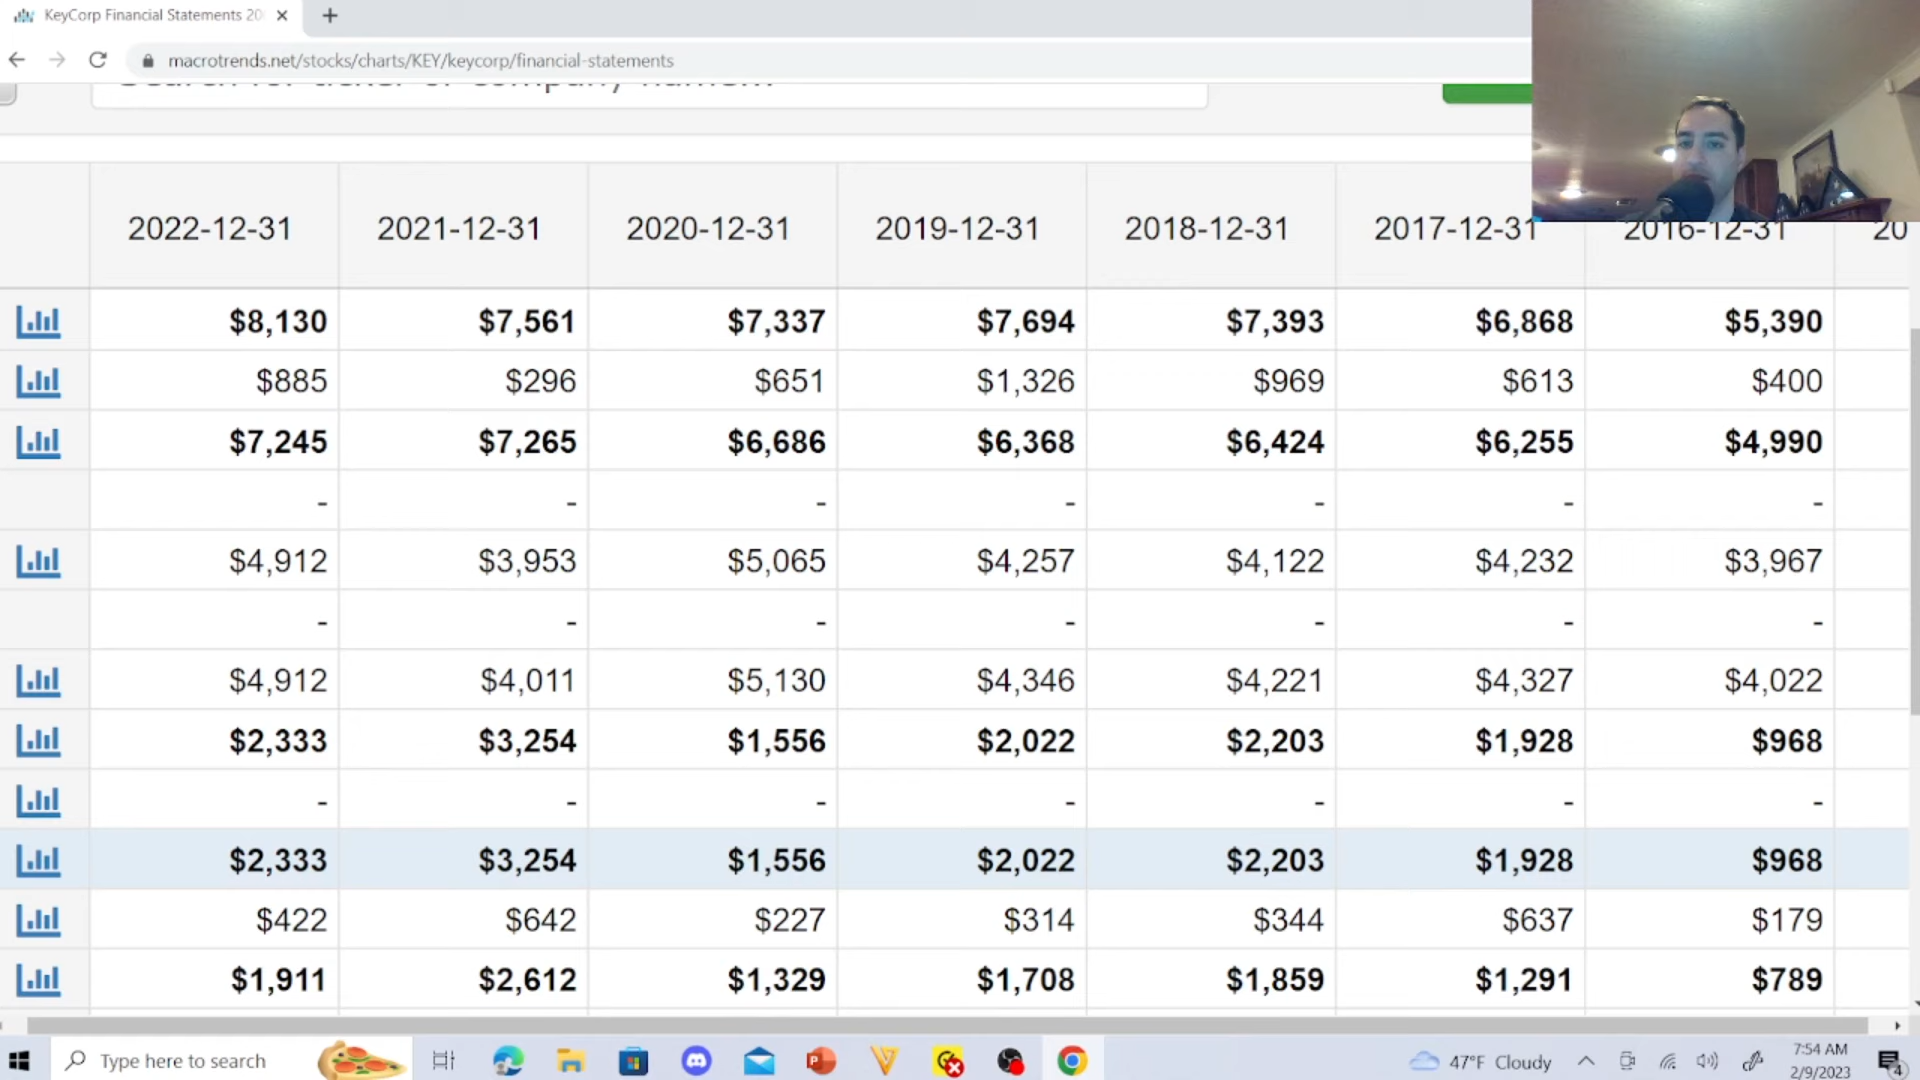 KeyCorp Financial Statements 20
macrotrends.net/stocks/charts/KEY/keycorp/financial-statements
Search for ticker or company name...
2022-12-31 2021-12-31 2020-12-31 2019-12-31 2018-12-31 2017-12-31 2016-12-31 20
$8,130 $7,561 $7,337 $7,694 $7,393 $6,868 $5,390
$885 $296 $651 $1,326 $969 $613 $400
$7,245 $7,265 $6,686 $6,368 $6,424 $6,255 $4,990
- - - - - - -
$4,912 $3,953 $5,065 $4,257 $4,122 $4,232 $3,967
- - - - - - -
$4,912 $4,011 $5,130 $4,346 $4,221 $4,327 $4,022
$2,333 $3,254 $1,556 $2,022 $2,203 $1,928 $968
- - - - - - -
$2,333 $3,254 $1,556 $2,022 $2,203 $1,928 $968
$422 $642 $227 $314 $344 $637 $179
$1,911 $2,612 $1,329 $1,708 $1,859 $1,291 $789
Type here to search
47°F Cloudy
7:54 AM
2/9/2023
4